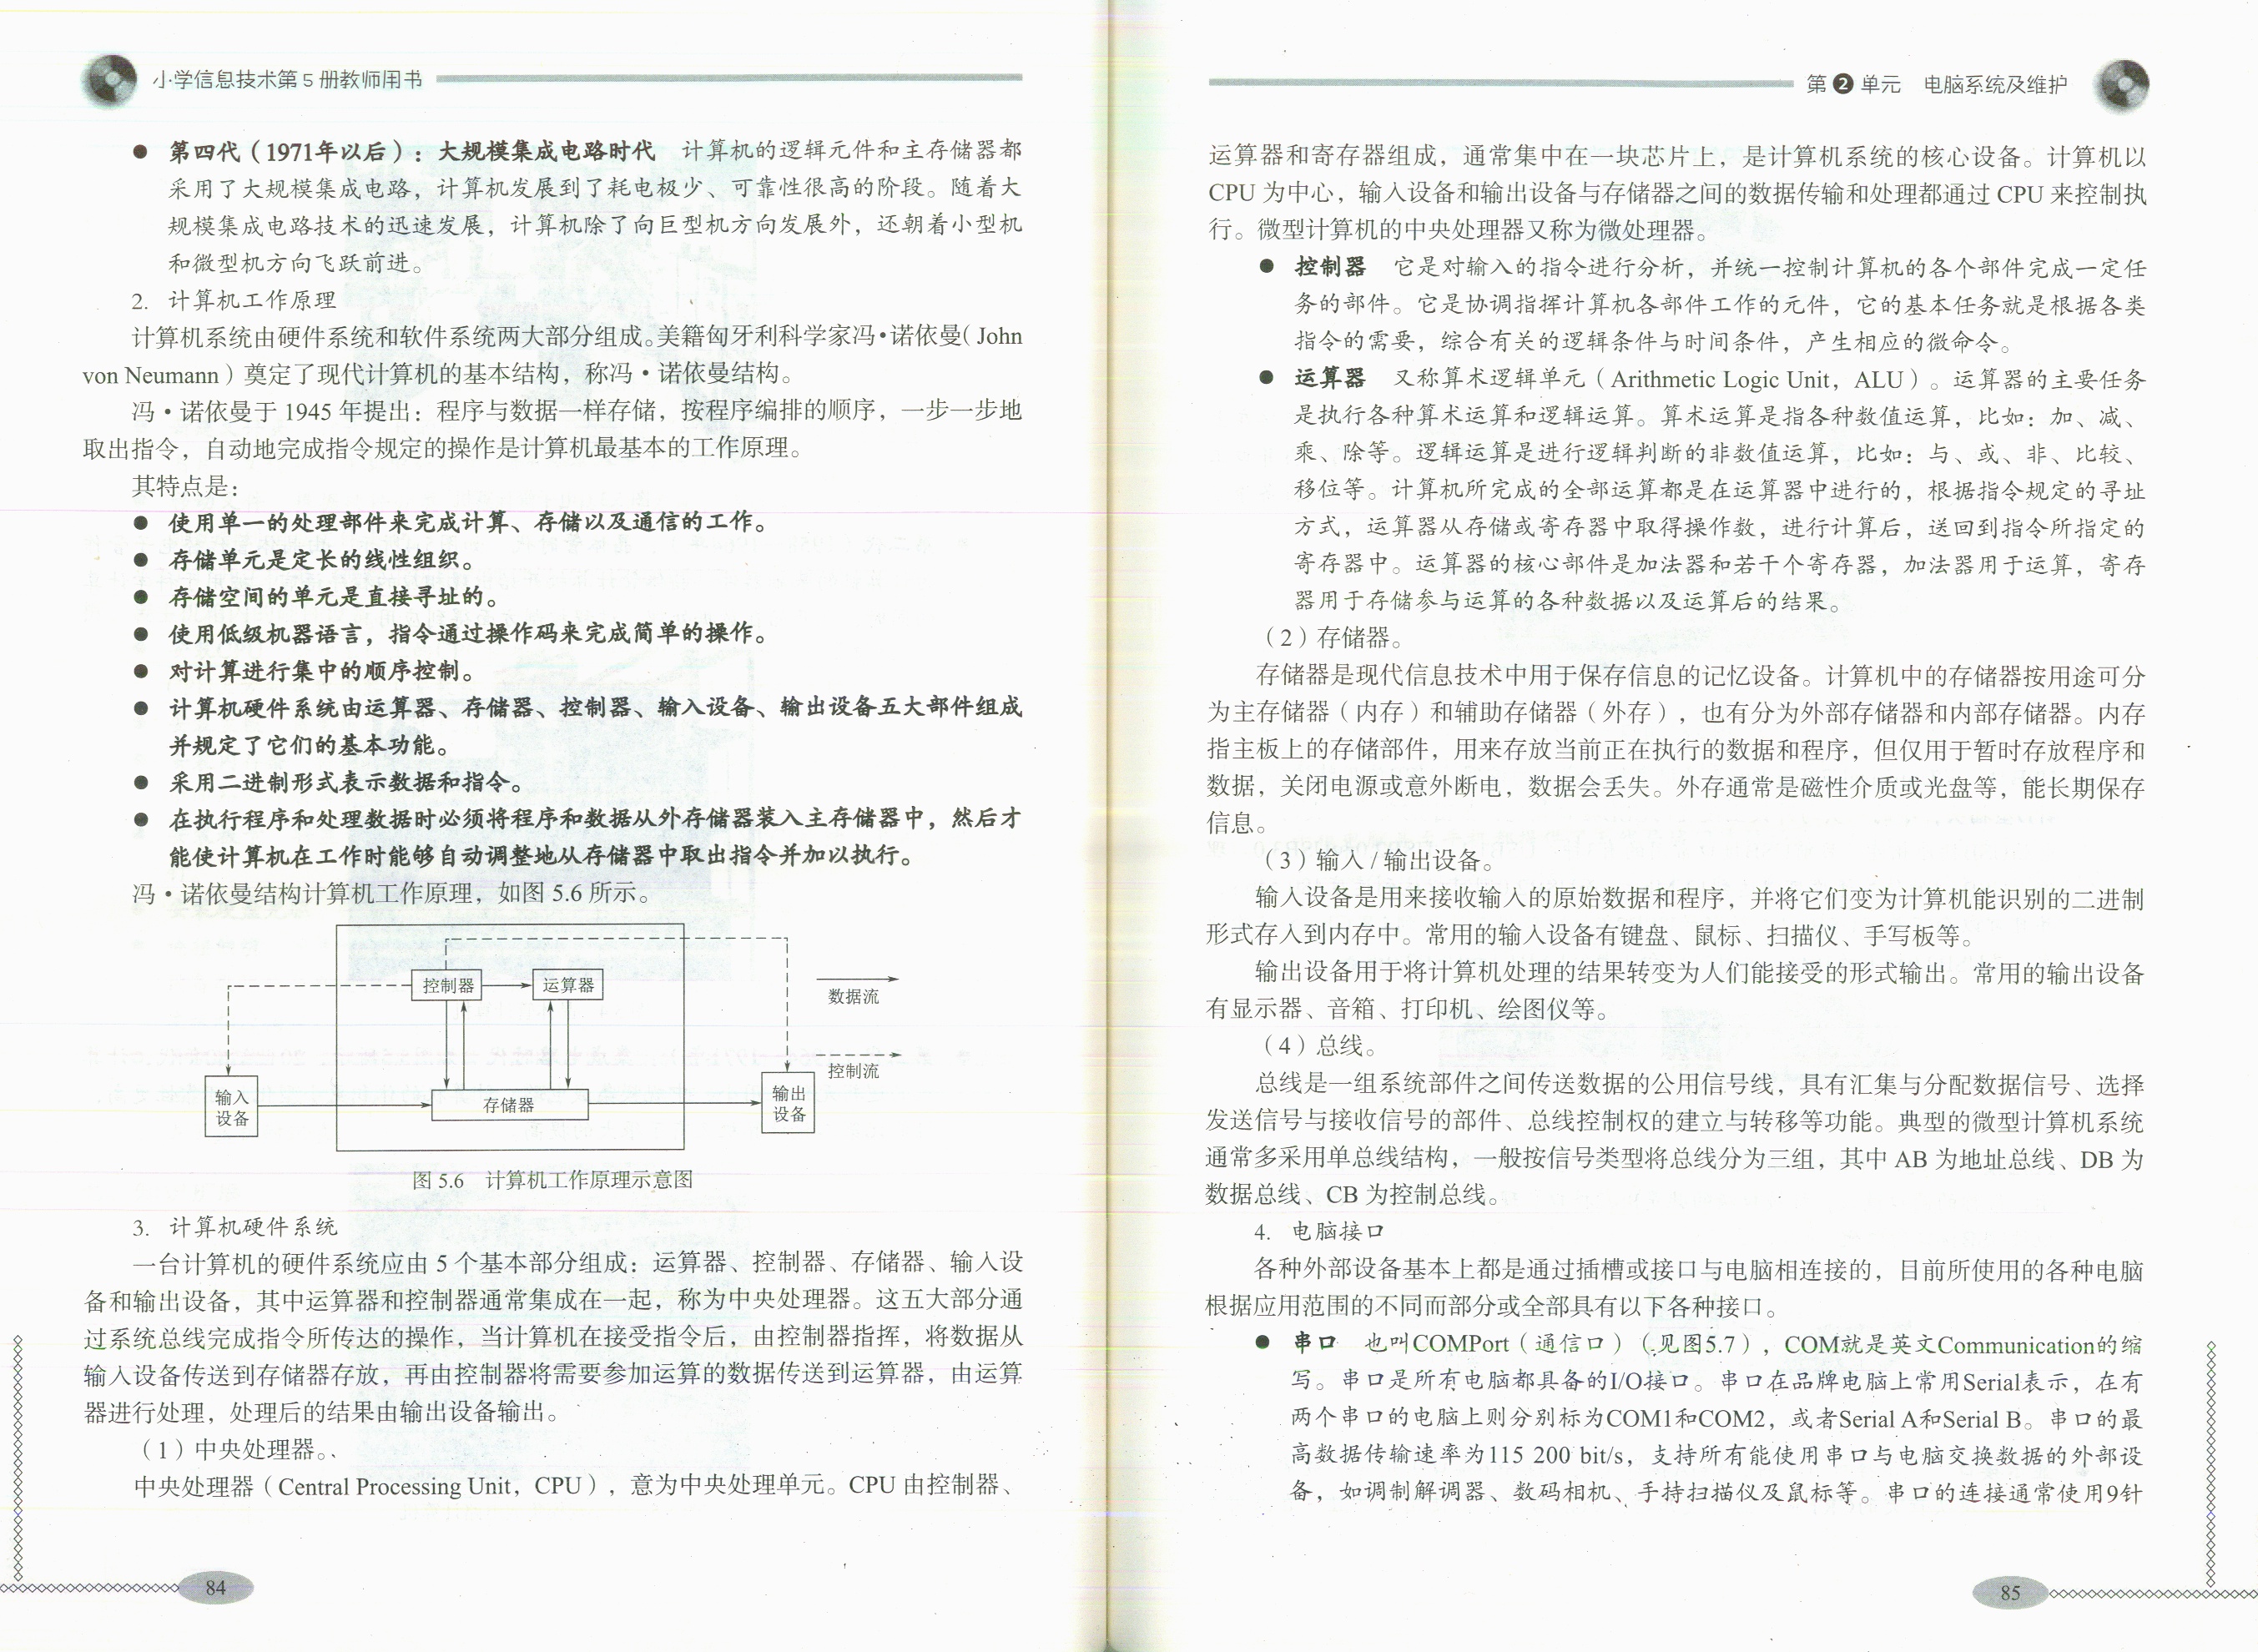 小学信息技术第5册教师用书
● 第四代（1971年以后）：大规模集成电路时代　计算机的逻辑元件和主存储器都
采用了大规模集成电路，计算机发展到了耗电极少、可靠性很高的阶段。随着大
规模集成电路技术的迅速发展，计算机除了向巨型机方向发展外，还朝着小型机
和微型机方向飞跃前进。
2. 计算机工作原理
计算机系统由硬件系统和软件系统两大部分组成。美籍匈牙利科学家冯·诺依曼（John
von Neumann）奠定了现代计算机的基本结构，称冯·诺依曼结构。
冯·诺依曼于 1945 年提出：程序与数据一样存储，按程序编排的顺序，一步一步地
取出指令，自动地完成指令规定的操作是计算机最基本的工作原理。
其特点是：
● 使用单一的处理部件来完成计算、存储以及通信的工作。
● 存储单元是定长的线性组织。
● 存储空间的单元是直接寻址的。
● 使用低级机器语言，指令通过操作码来完成简单的操作。
● 对计算进行集中的顺序控制。
● 计算机硬件系统由运算器、存储器、控制器、输入设备、输出设备五大部件组成
并规定了它们的基本功能。
● 采用二进制形式表示数据和指令。
● 在执行程序和处理数据时必须将程序和数据从外存储器装入主存储器中，然后才
能使计算机在工作时能够自动调整地从存储器中取出指令并加以执行。
冯·诺依曼结构计算机工作原理，如图 5.6 所示。
控制器
运算器
数据流
控制流
输入
设备
存储器
输出
设备
图 5.6　计算机工作原理示意图
3. 计算机硬件系统
一台计算机的硬件系统应由 5 个基本部分组成：运算器、控制器、存储器、输入设
备和输出设备，其中运算器和控制器通常集成在一起，称为中央处理器。这五大部分通
过系统总线完成指令所传达的操作，当计算机在接受指令后，由控制器指挥，将数据从
输入设备传送到存储器存放，再由控制器将需要参加运算的数据传送到运算器，由运算
器进行处理，处理后的结果由输出设备输出。
（1）中央处理器。
中央处理器（Central Processing Unit，CPU），意为中央处理单元。CPU 由控制器、
84
第2单元　电脑系统及维护
运算器和寄存器组成，通常集中在一块芯片上，是计算机系统的核心设备。计算机以
CPU 为中心，输入设备和输出设备与存储器之间的数据传输和处理都通过 CPU 来控制执
行。微型计算机的中央处理器又称为微处理器。
● 控制器　它是对输入的指令进行分析，并统一控制计算机的各个部件完成一定任
务的部件。它是协调指挥计算机各部件工作的元件，它的基本任务就是根据各类
指令的需要，综合有关的逻辑条件与时间条件，产生相应的微命令。
● 运算器　又称算术逻辑单元（Arithmetic Logic Unit，ALU）。运算器的主要任务
是执行各种算术运算和逻辑运算。算术运算是指各种数值运算，比如：加、减、
乘、除等。逻辑运算是进行逻辑判断的非数值运算，比如：与、或、非、比较、
移位等。计算机所完成的全部运算都是在运算器中进行的，根据指令规定的寻址
方式，运算器从存储或寄存器中取得操作数，进行计算后，送回到指令所指定的
寄存器中。运算器的核心部件是加法器和若干个寄存器，加法器用于运算，寄存
器用于存储参与运算的各种数据以及运算后的结果。
（2）存储器。
存储器是现代信息技术中用于保存信息的记忆设备。计算机中的存储器按用途可分
为主存储器（内存）和辅助存储器（外存），也有分为外部存储器和内部存储器。内存
指主板上的存储部件，用来存放当前正在执行的数据和程序，但仅用于暂时存放程序和
数据，关闭电源或意外断电，数据会丢失。外存通常是磁性介质或光盘等，能长期保存
信息。
（3）输入 / 输出设备。
输入设备是用来接收输入的原始数据和程序，并将它们变为计算机能识别的二进制
形式存入到内存中。常用的输入设备有键盘、鼠标、扫描仪、手写板等。
输出设备用于将计算机处理的结果转变为人们能接受的形式输出。常用的输出设备
有显示器、音箱、打印机、绘图仪等。
（4）总线。
总线是一组系统部件之间传送数据的公用信号线，具有汇集与分配数据信号、选择
发送信号与接收信号的部件、总线控制权的建立与转移等功能。典型的微型计算机系统
通常多采用单总线结构，一般按信号类型将总线分为三组，其中 AB 为地址总线、DB 为
数据总线、CB 为控制总线。
4. 电脑接口
各种外部设备基本上都是通过插槽或接口与电脑相连接的，目前所使用的各种电脑
根据应用范围的不同而部分或全部具有以下各种接口。
● 串口　也叫COMPort（通信口）（见图5.7），COM就是英文Communication的缩
写。串口是所有电脑都具备的I/O接口。串口在品牌电脑上常用Serial表示，在有
两个串口的电脑上则分别标为COM1和COM2，或者Serial A和Serial B。串口的最
高数据传输速率为115 200 bit/s，支持所有能使用串口与电脑交换数据的外部设
备，如调制解调器、数码相机、手持扫描仪及鼠标等。串口的连接通常使用9针
85